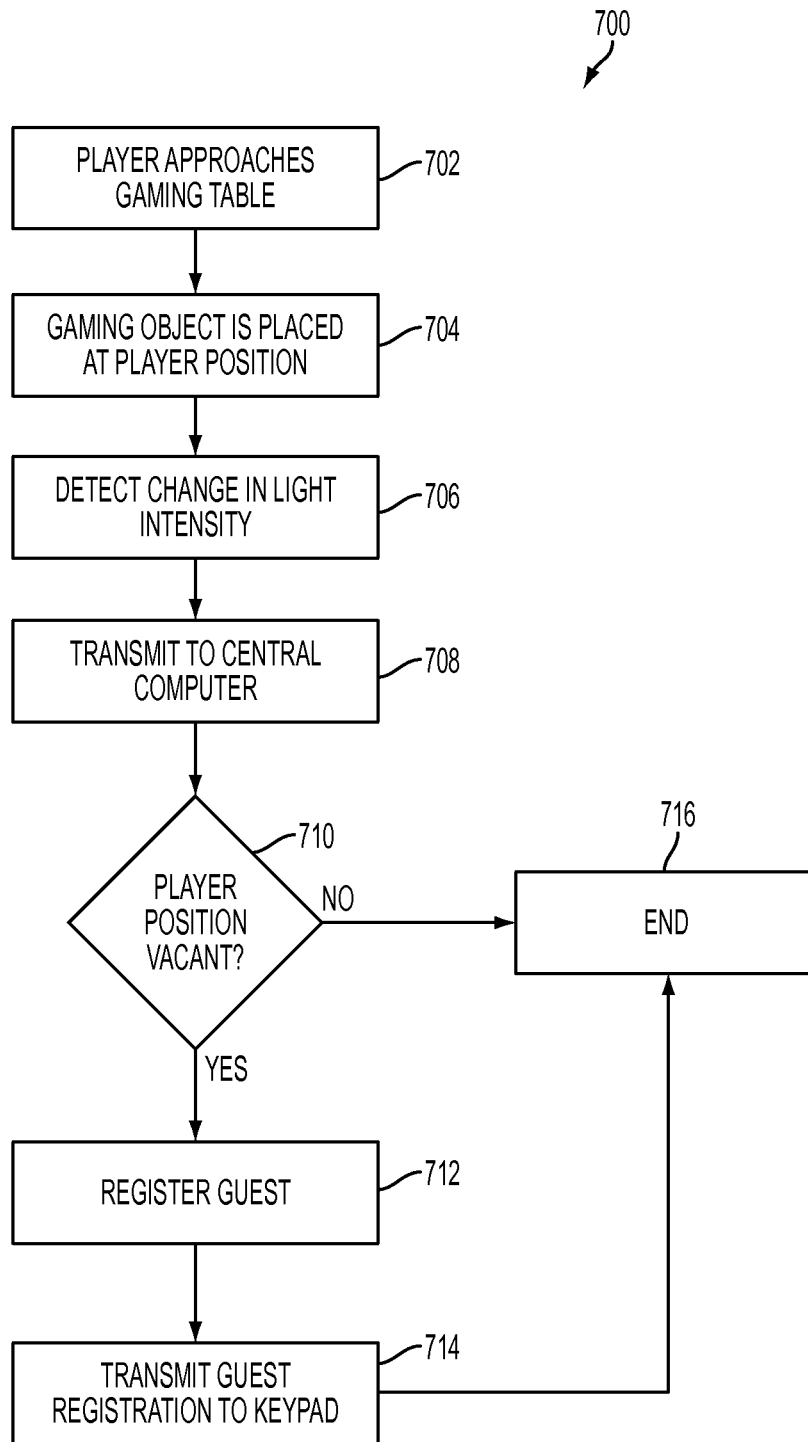 700
PLAYER APPROACHES
GAMING TABLE
702
GAMING OBJECT IS PLACED
AT PLAYER POSITION
704
DETECT CHANGE IN LIGHT
INTENSITY
706
TRANSMIT TO CENTRAL
COMPUTER
708
710
PLAYER
POSITION
VACANT?
NO
716
END
YES
REGISTER GUEST
712
TRANSMIT GUEST
REGISTRATION TO KEYPAD
714